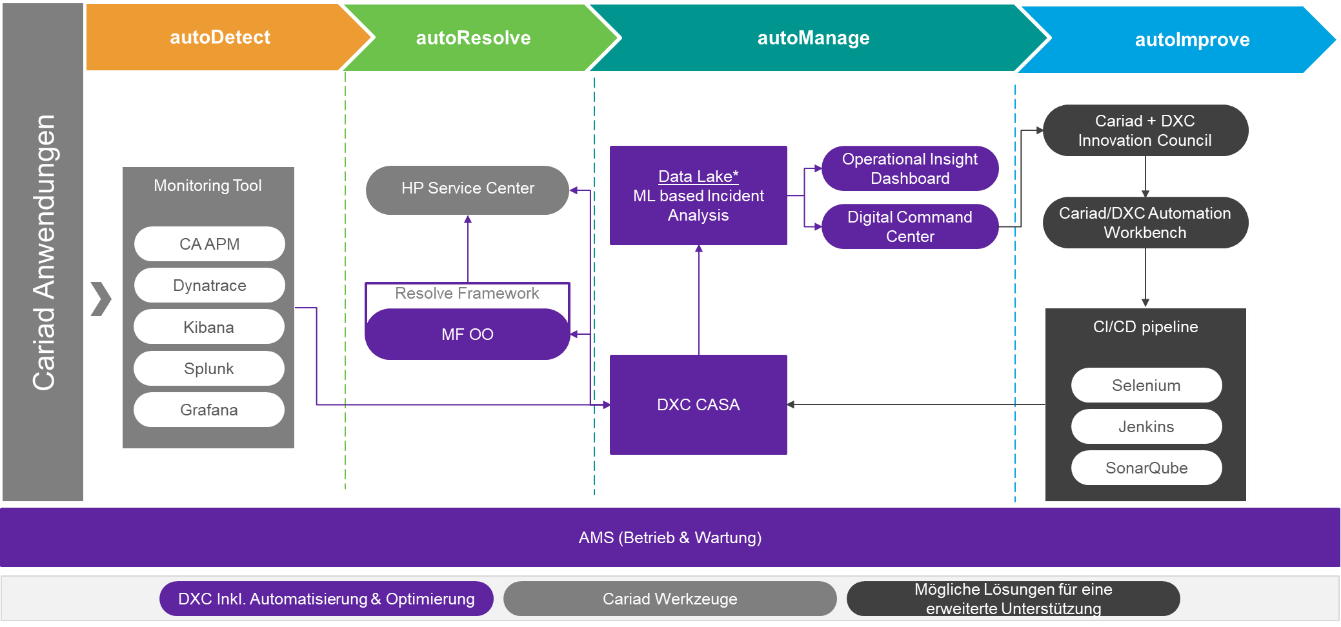 autoDetect
autoResolve
autoManage
autoImprove
Cariad Anwendungen
Monitoring Tool
CA APM
Dynatrace
Kibana
Splunk
Grafana
HP Service Center
Resolve Framework
MF OO
Data Lake*
ML based Incident
Analysis
Operational Insight
Dashboard
Digital Command
Center
DXC CASA
Cariad + DXC
Innovation Council
Cariad/DXC Automation
Workbench
CI/CD pipeline
Selenium
Jenkins
SonarQube
AMS (Betrieb & Wartung)
DXC Inkl. Automatisierung & Optimierung
Cariad Werkzeuge
Mögliche Lösungen für eine
erweiterte Unterstützung